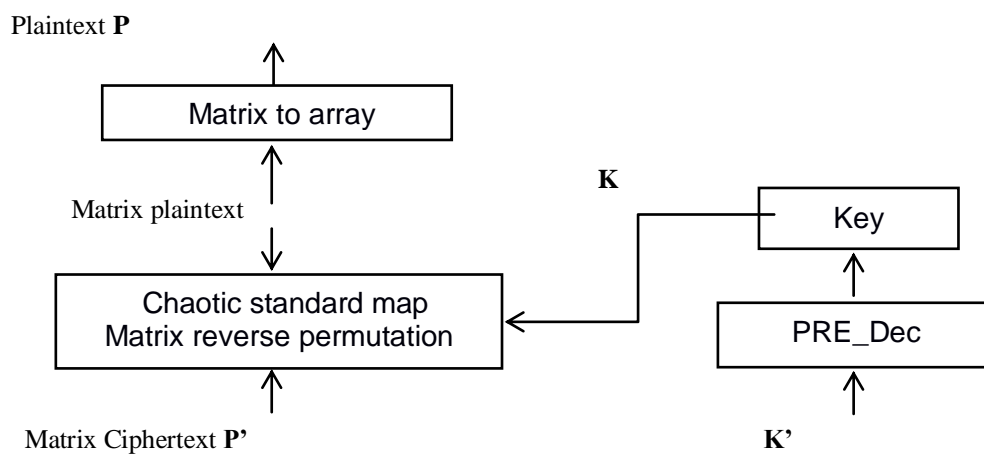 Plaintext P
Matrix to array
K
Matrix plaintext
Key
Chaotic standard map
Matrix reverse permutation
PRE_Dec
Matrix Ciphertext P’
K’